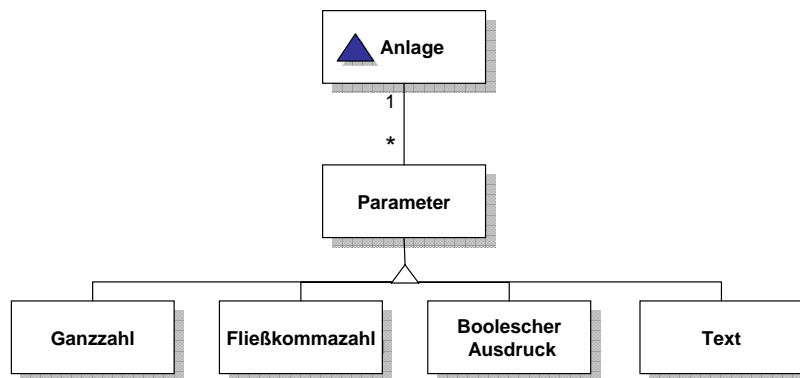 Anlage
1
*
Parameter
Ganzzahl
Fließkommazahl
Boolescher
Ausdruck
Text